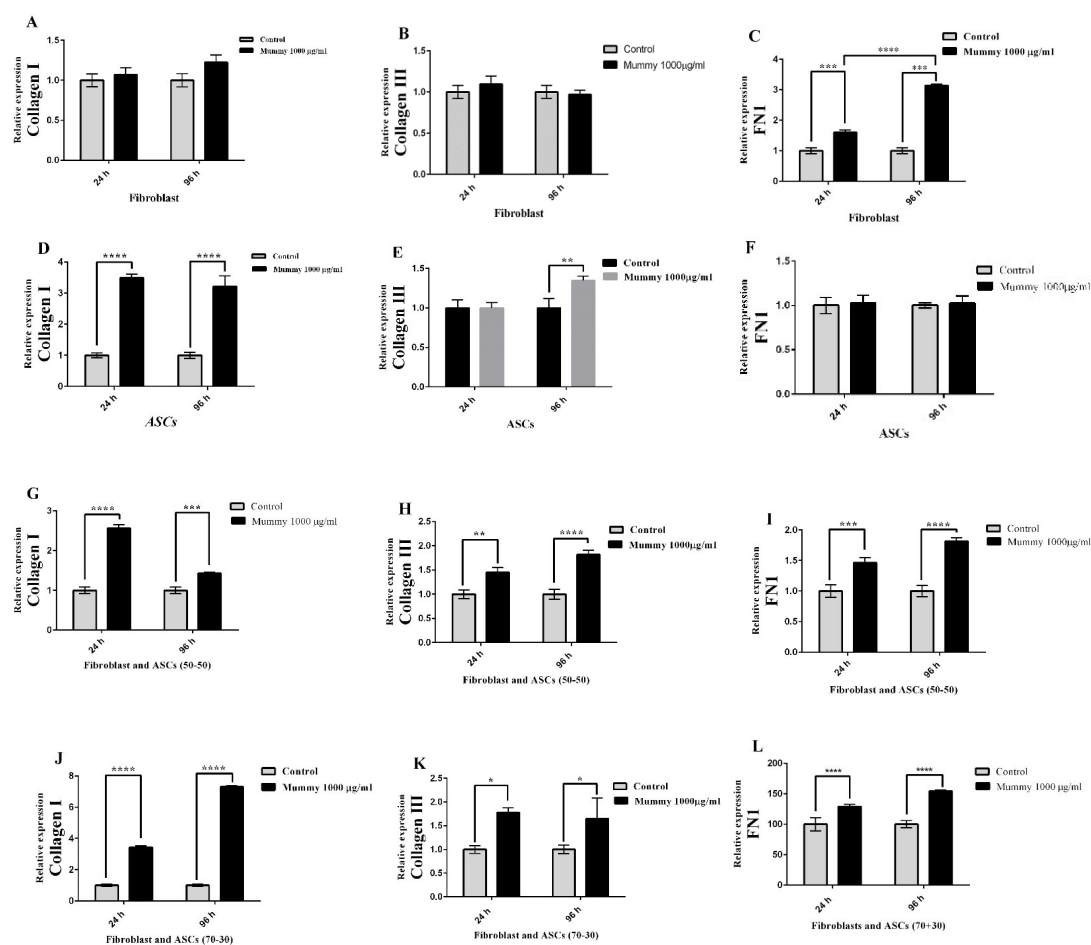 A
Control
Mummy 1000 µg/ml
Relative expression
Collagen I
1.5
1.0
0.5
0.0
24 h
96 h
Fibroblast
B
Control
Mummy 1000µg/ml
Relative expression
Collagen III
1.5
1.0
0.5
0.0
24 h
96 h
Fibroblast
C
Control
Mummy 1000 µg/ml
Relative expression
FN1
4
3
2
1
0
***
****
***
24 h
96 h
Fibroblast
D
Control
Mummy 1000 µg/ml
Relative expression
Collagen I
4
3
2
1
0
****
****
24 h
96 h
ASCs
E
Control
Mummy 1000µg/ml
Relative expression
Collagen III
2.0
1.5
1.0
0.5
0.0
**
24 h
96 h
ASCs
F
Control
Mummy 1000µg/ml
Relative expression
FN1
1.5
1.0
0.5
0.0
24 h
96 h
ASCs
G
Control
Mummy 1000 µg/ml
Relative expression
Collagen I
3
2
1
0
****
***
24 h
96 h
Fibroblast and ASCs (50-50)
H
Control
Mummy 1000µg/ml
Relative expression
Collagen III
2.5
2.0
1.5
1.0
0.5
0.0
**
****
24 h
96 h
Fibroblast and ASCs (50-50)
I
Control
Mummy 1000µg/ml
Relative expression
FN1
2.0
1.5
1.0
0.5
0.0
***
****
24 h
96 h
Fibroblast and ASCs (50-50)
J
Control
Mummy 1000 µg/ml
Relative expression
Collagen I
8
6
4
2
0
****
****
24 h
96 h
Fibroblast and ASCs (70-30)
K
Control
Mummy 1000µg/ml
Relative expression
Collagen III
2.5
2.0
1.5
1.0
0.5
0.0
*
*
24 h
96 h
Fibroblast and ASCs (70-30)
L
Control
Mummy 1000 µg/ml
Relative expression
FN1
200
150
100
50
0
****
****
24 h
96 h
Fibroblasts and ASCs (70+30)